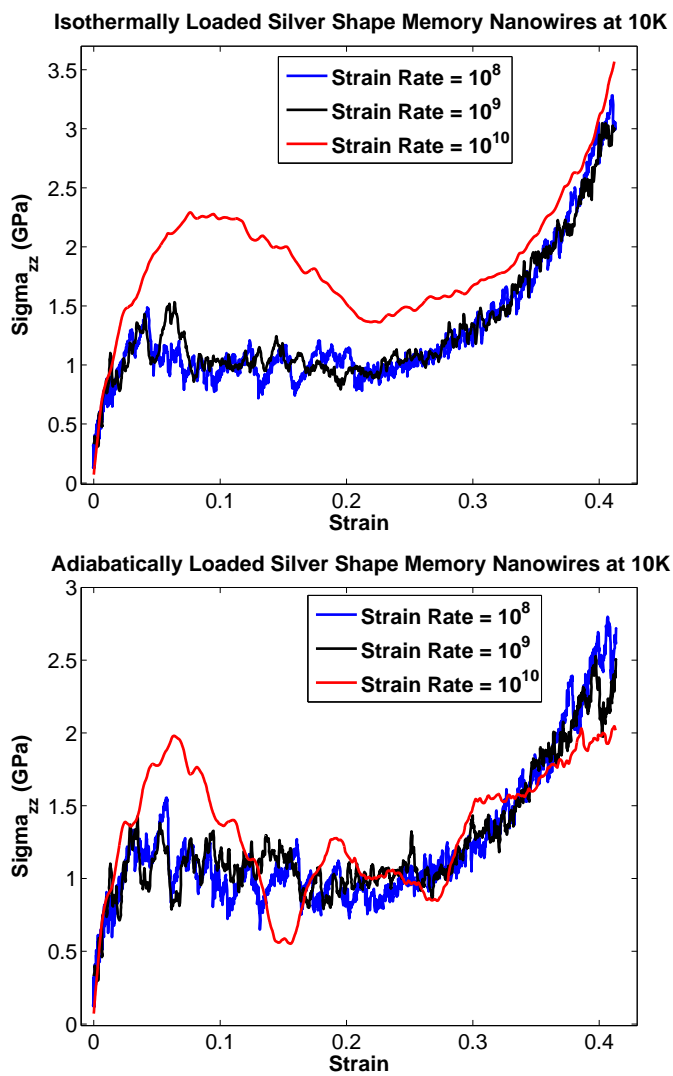 Isothermally Loaded Silver Shape Memory Nanowires at 10K
3.5
3
2.5
2
1.5
1
0.5
0
Sigma_zz (GPa)
Strain Rate = 10^8
Strain Rate = 10^9
Strain Rate = 10^10
0 0.1 0.2 0.3 0.4
Strain
Adiabatically Loaded Silver Shape Memory Nanowires at 10K
3
2.5
2
1.5
1
0.5
0
Sigma_zz (GPa)
Strain Rate = 10^8
Strain Rate = 10^9
Strain Rate = 10^10
0 0.1 0.2 0.3 0.4
Strain